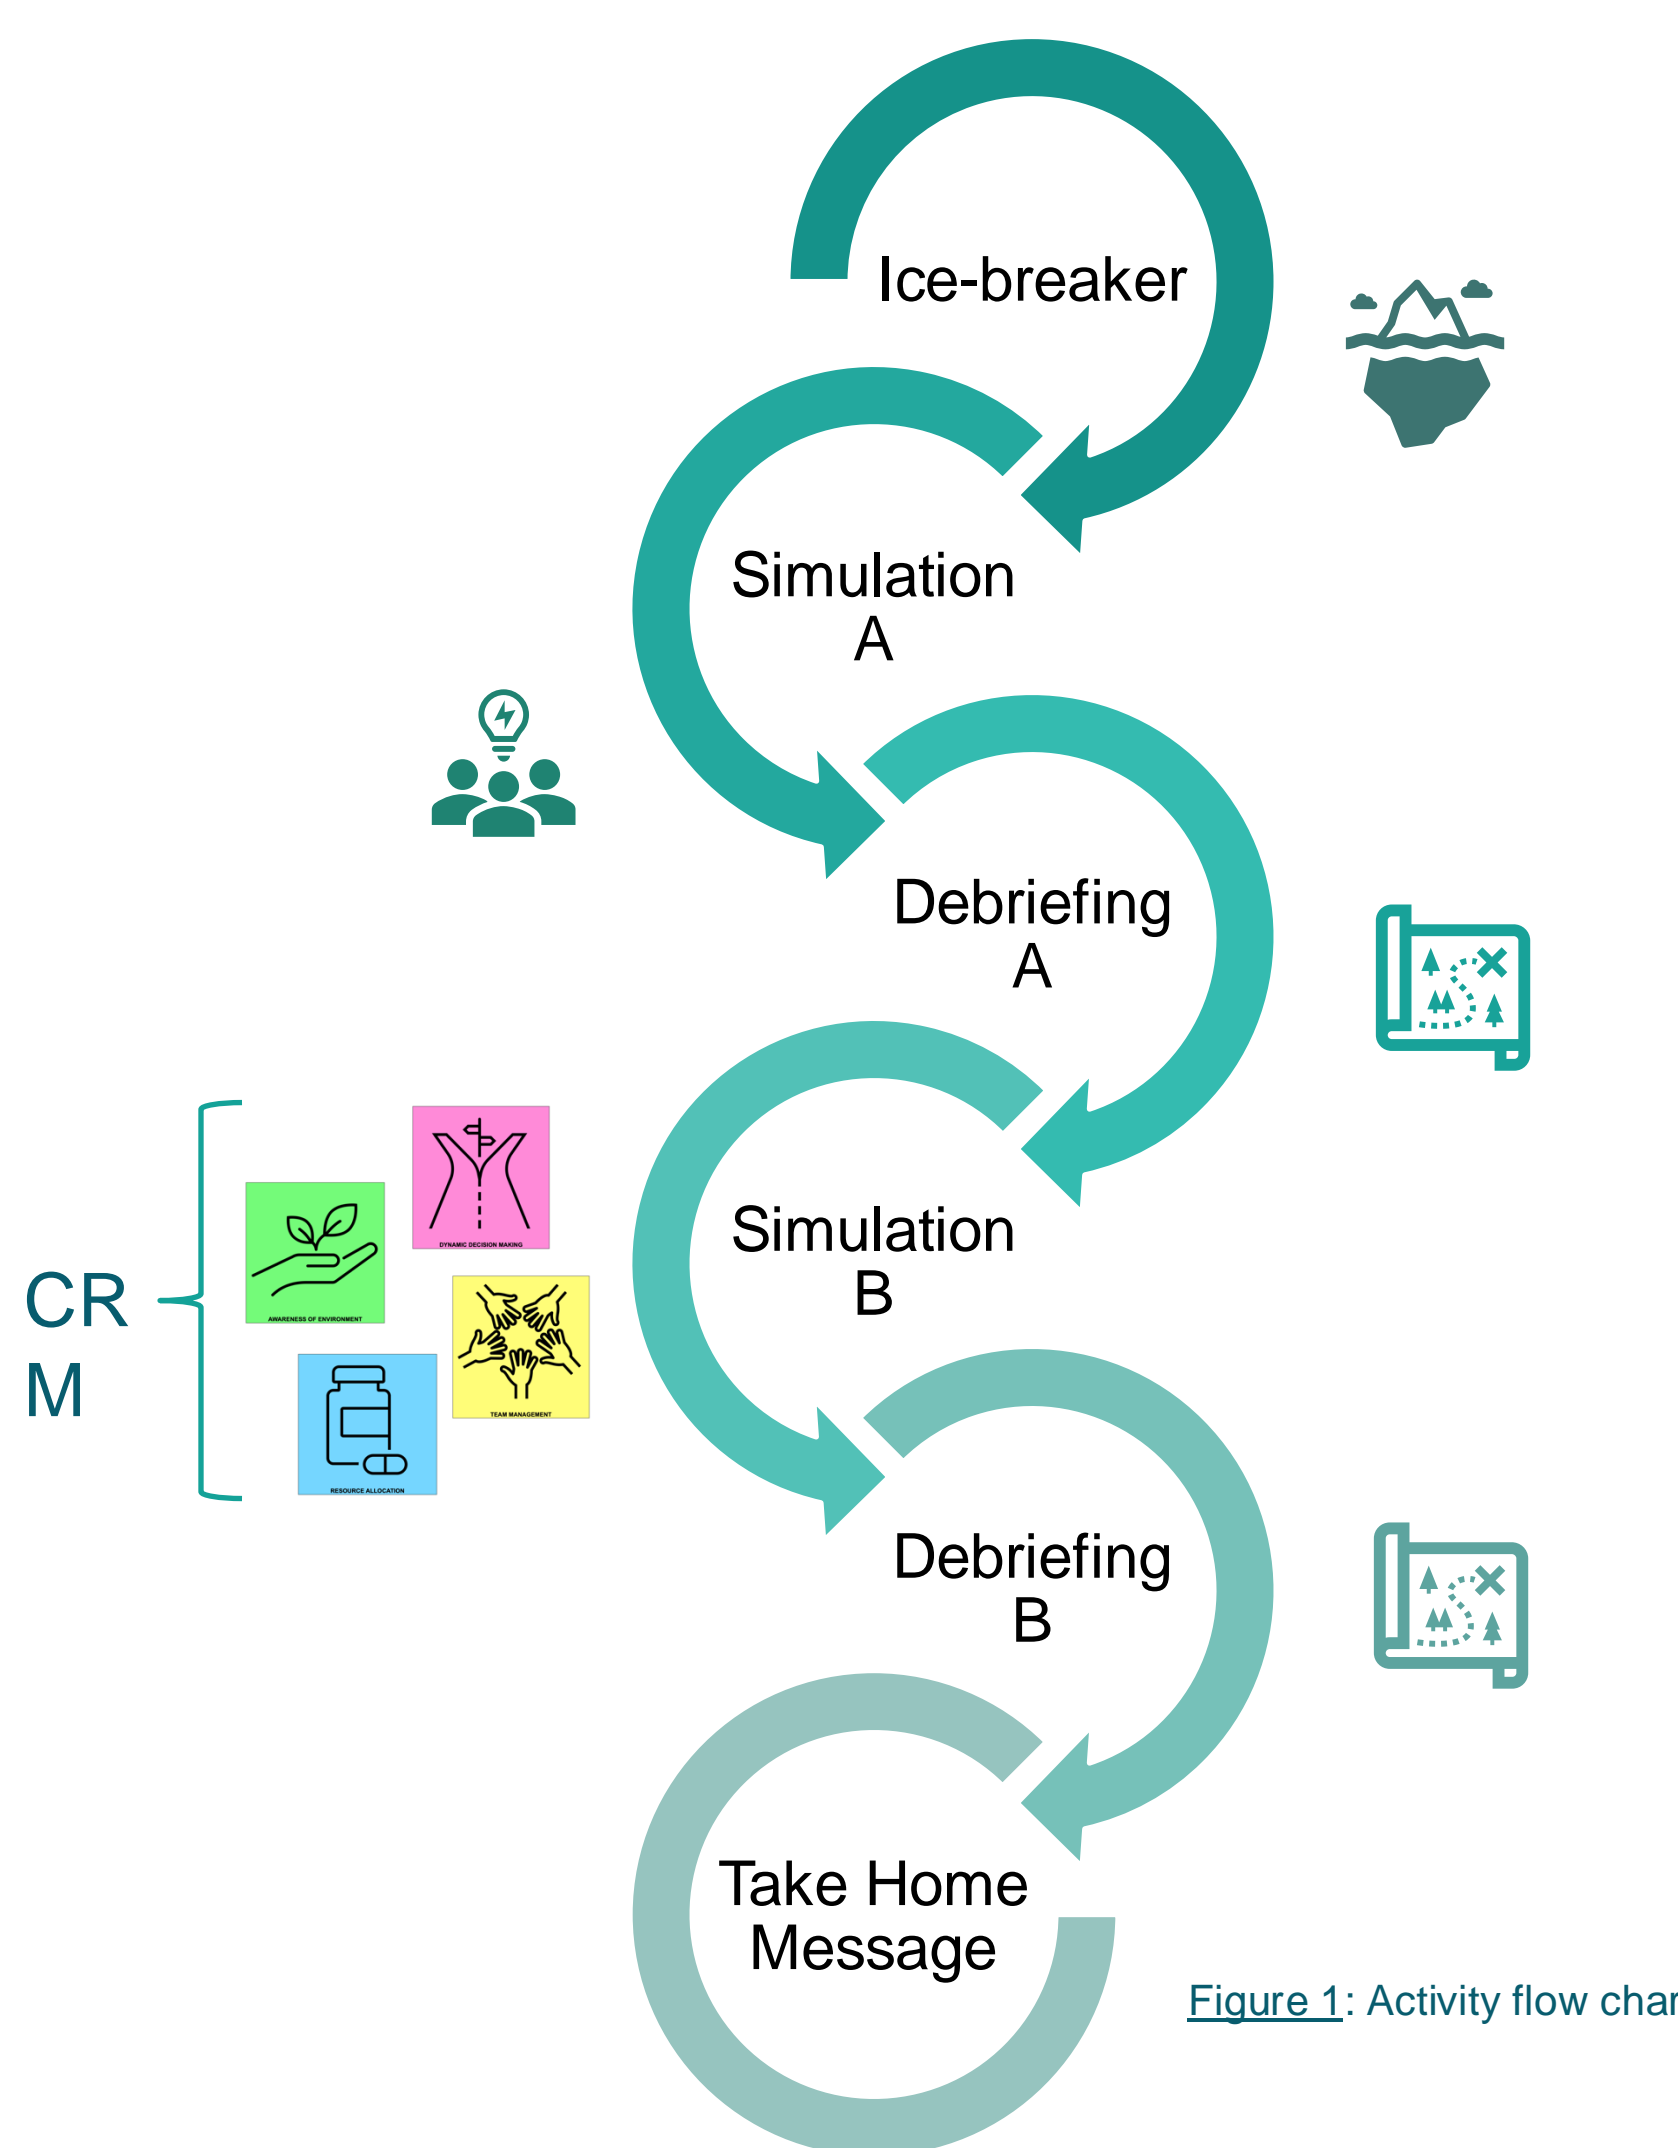 Ice-breaker
Simulation
A
Debriefing
A
CR
M
DYNAMIC DECISION MAKING
AWARENESS OF ENVIRONMENT
TEAM MANAGEMENT
RESOURCE ALLOCATION
Simulation
B
Debriefing
B
Take Home
Message
Figure 1: Activity flow char